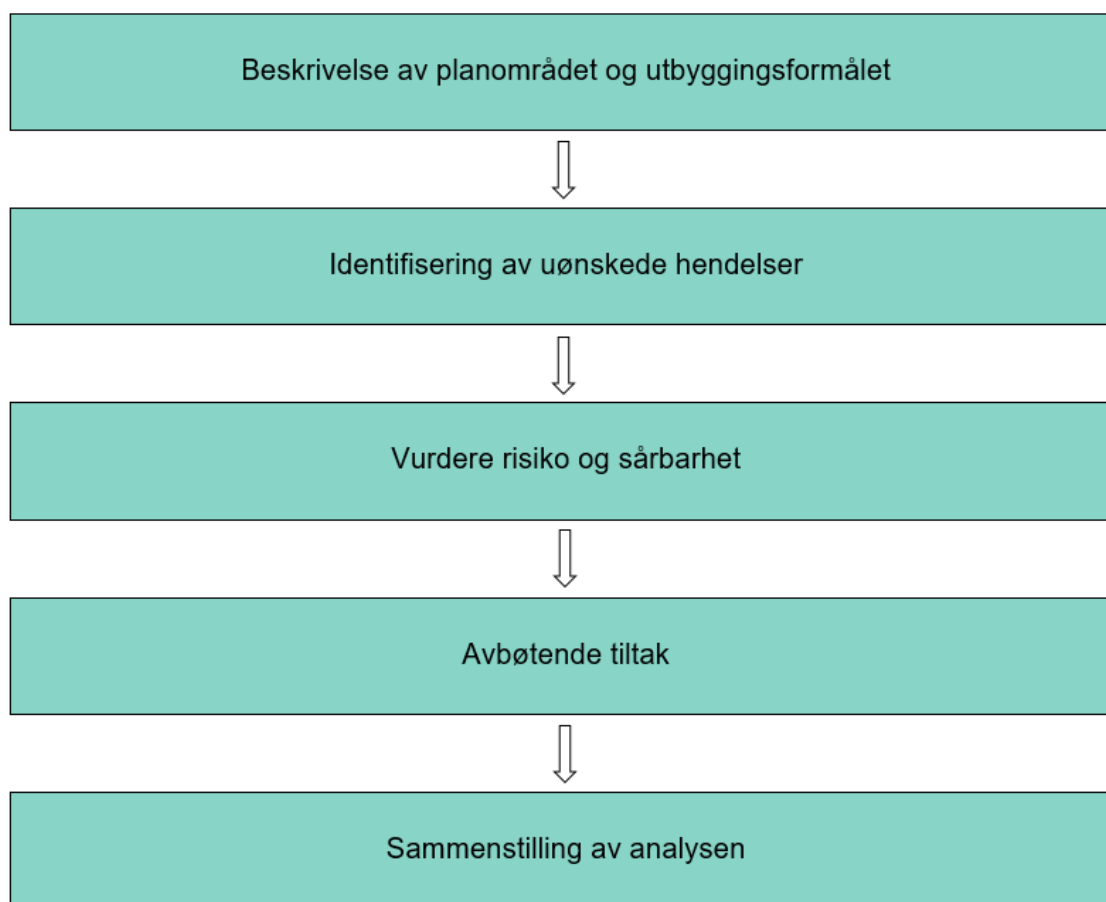 Beskrivelse av planområdet og utbyggingsformålet
Identifisering av uønskede hendelser
Vurdere risiko og sårbarhet
Avbøtende tiltak
Sammenstilling av analysen